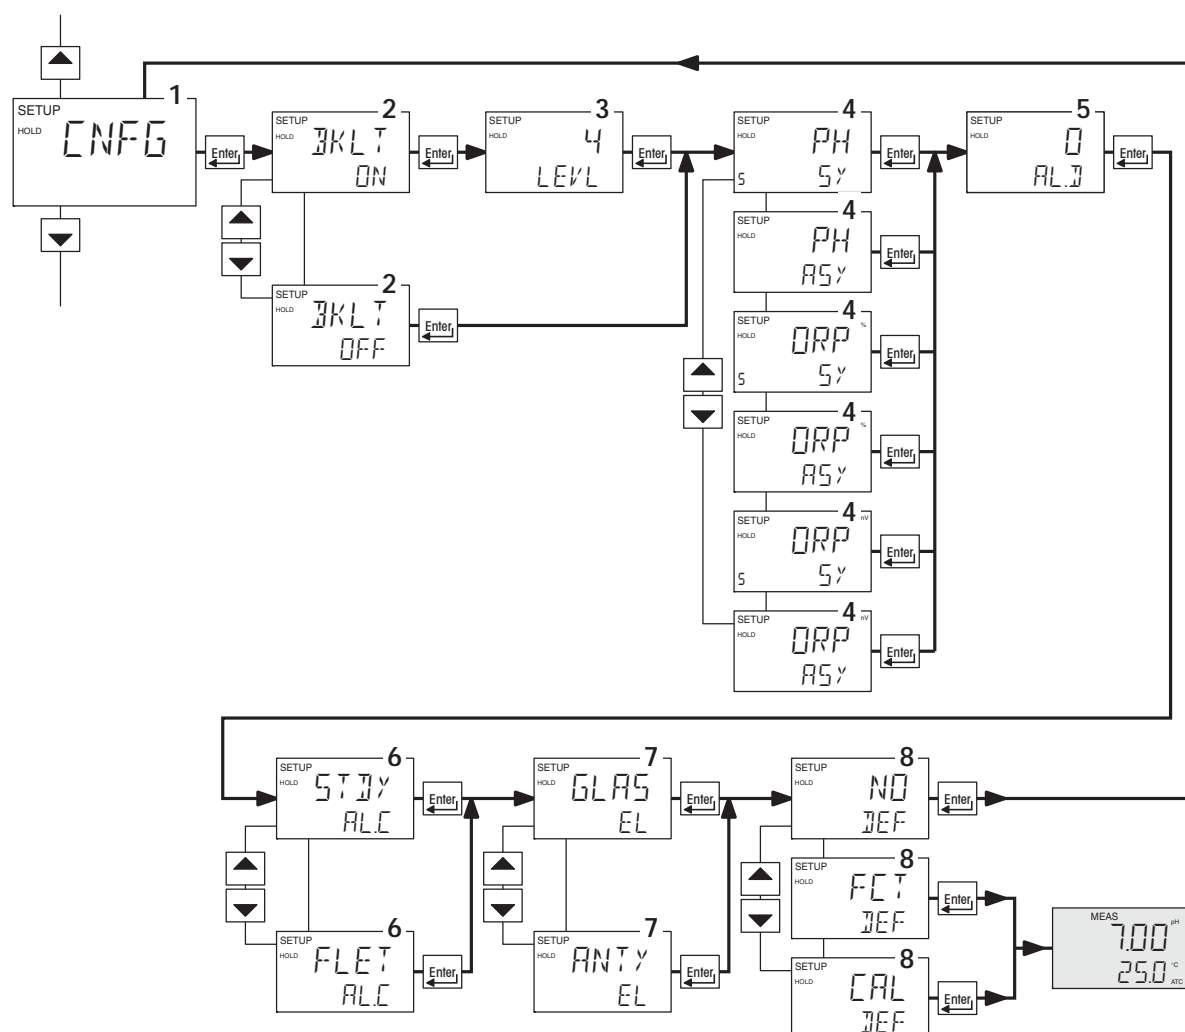 1
SETUP
HOLD
CNFG
Enter
2
SETUP
HOLD
BKLT
ON
Enter
3
SETUP
HOLD
4
LEVL
Enter
4
SETUP
HOLD
PH
S SY
Enter
5
SETUP
HOLD
0
AL.D
Enter
4
SETUP
HOLD
PH
ASY
Enter
2
SETUP
HOLD
BKLT
OFF
Enter
4
SETUP %
HOLD
ORP
S SY
Enter
4
SETUP %
HOLD
ORP
ASY
Enter
4
SETUP mV
HOLD
ORP
S SY
Enter
4
SETUP mV
HOLD
ORP
ASY
Enter
6
SETUP
HOLD
STDY
AL.C
Enter
7
SETUP
HOLD
GLAS
EL
Enter
8
SETUP
HOLD
NO
DEF
Enter
8
SETUP
HOLD
FCT
DEF
Enter
6
SETUP
HOLD
FLET
AL.C
Enter
7
SETUP
HOLD
ANTY
EL
Enter
8
SETUP
HOLD
CAL
DEF
Enter
MEAS
7.00 pH
25.0 °C
ATC